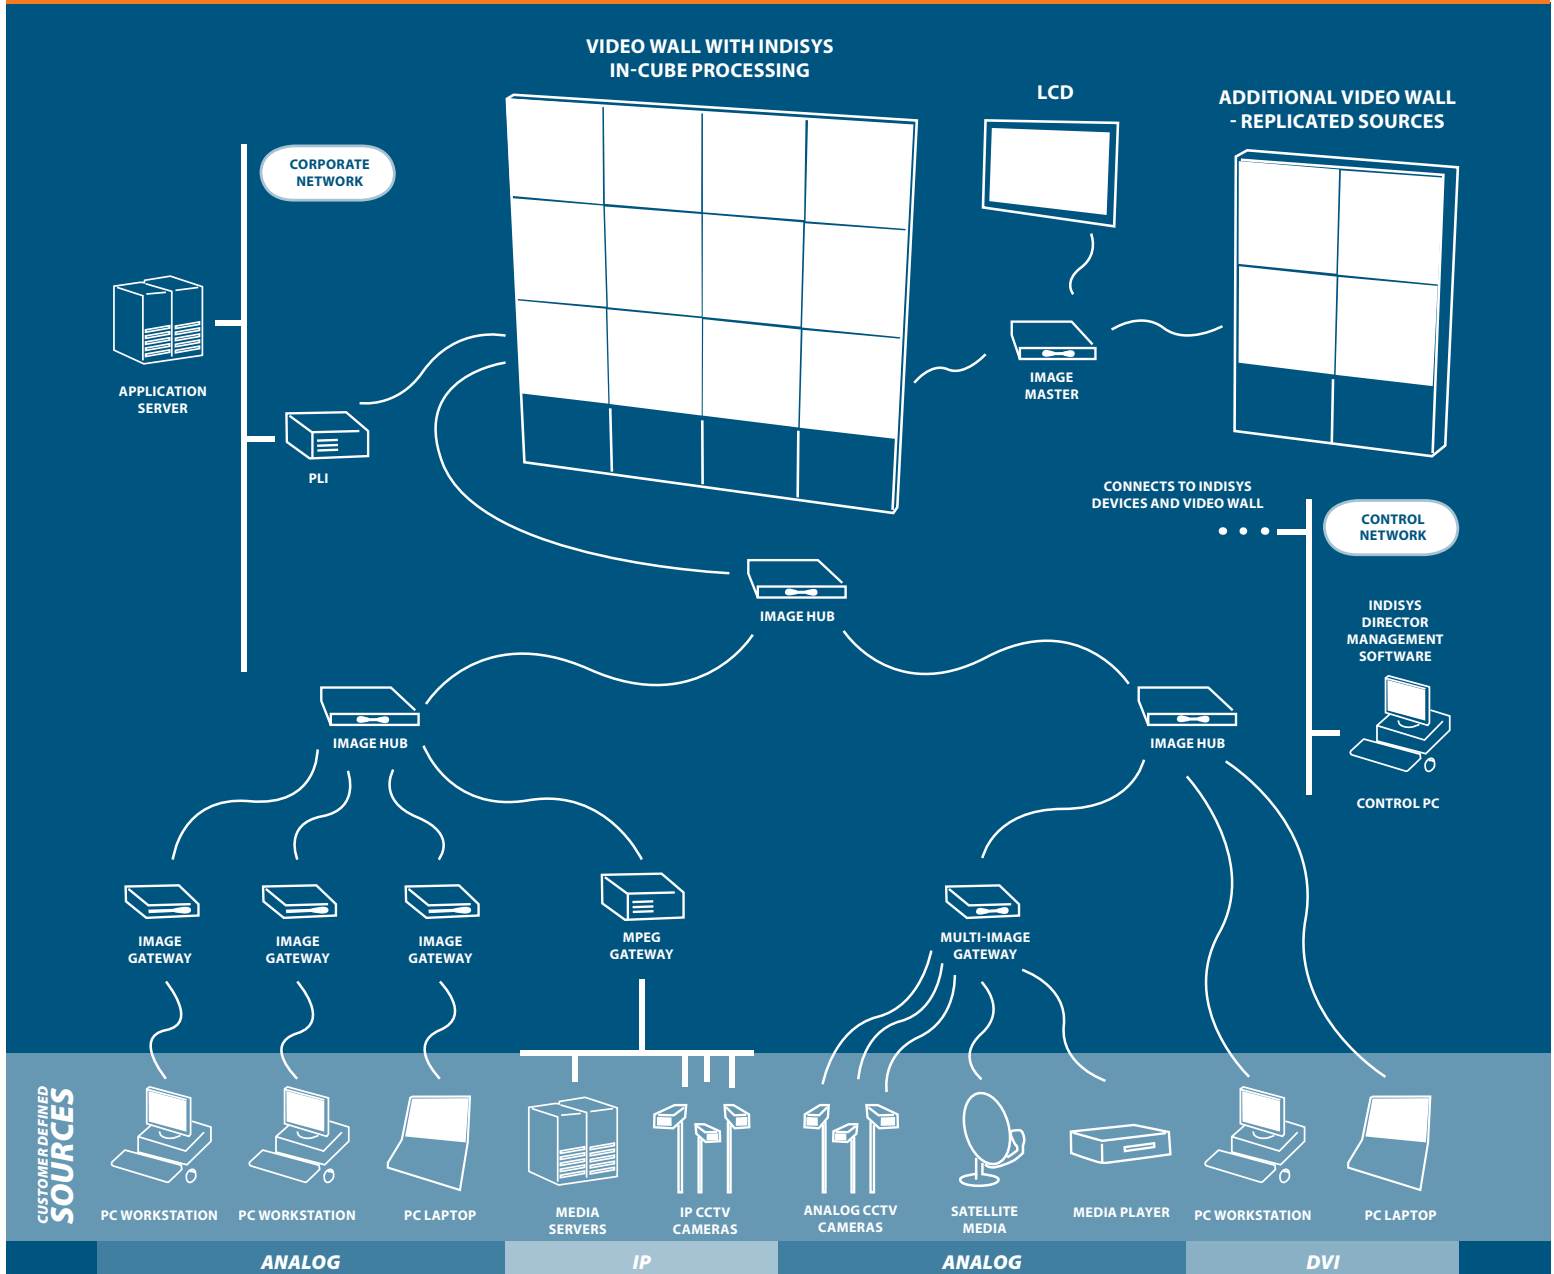 VIDEO WALL WITH INDISYS
IN-CUBE PROCESSING
LCD
ADDITIONAL VIDEO WALL
- REPLICATED SOURCES
CORPORATE
NETWORK
APPLICATION
SERVER
PLI
IMAGE
MASTER
CONNECTS TO INDISYS
DEVICES AND VIDEO WALL
CONTROL
NETWORK
IMAGE HUB
INDISYS
DIRECTOR
MANAGEMENT
SOFTWARE
IMAGE HUB
IMAGE HUB
CONTROL PC
IMAGE
GATEWAY
IMAGE
GATEWAY
IMAGE
GATEWAY
MPEG
GATEWAY
MULTI-IMAGE
GATEWAY
CUSTOMER DEFINED
SOURCES
PC WORKSTATION
PC WORKSTATION
PC LAPTOP
MEDIA
SERVERS
IP CCTV
CAMERAS
ANALOG CCTV
CAMERAS
SATELLITE
MEDIA
MEDIA PLAYER
PC WORKSTATION
PC LAPTOP
ANALOG
IP
ANALOG
DVI